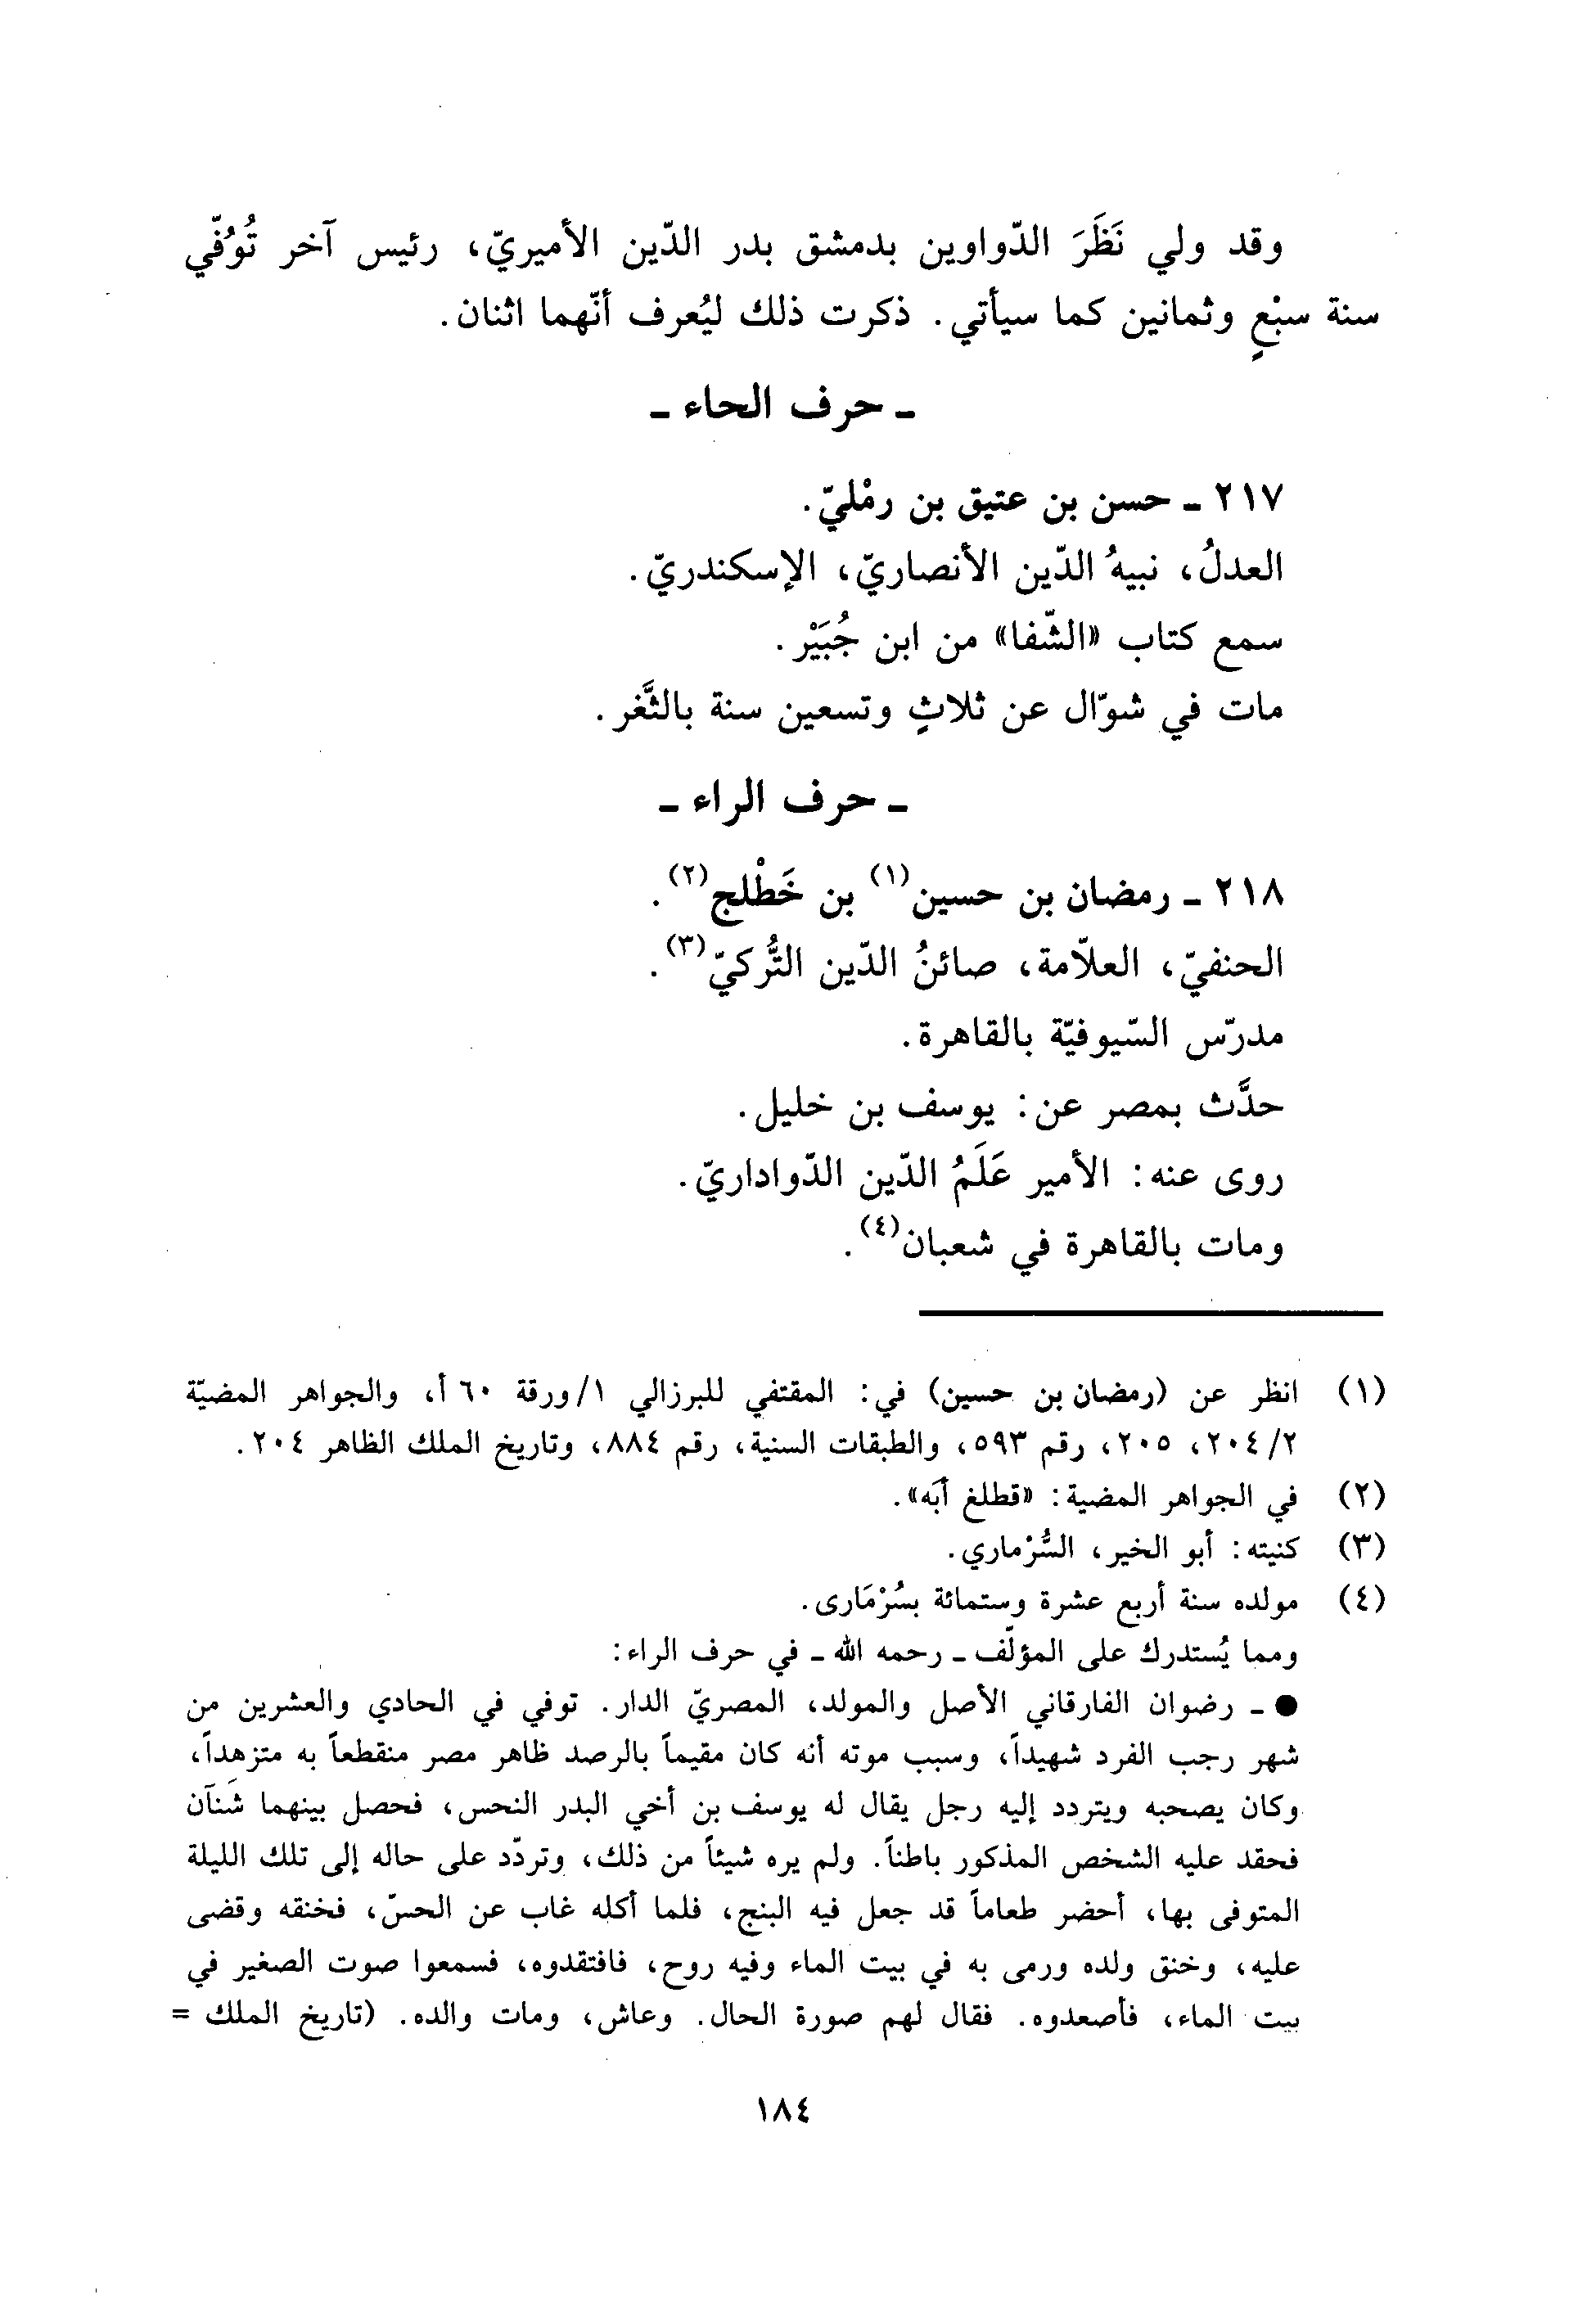 وقد ولي نَظَرَ الدّواوين بدمشق بدر الدّين الأميريّ، رئيس آخر تُوُفّي
سنة سبْعٍ وثمانين كما سيأتي. ذكرت ذلك ليُعرف أنّهما اثنان.
ـ حرف الحاء ـ
٢١٧ ـ حسن بن عتيق بن رمْليّ.
العدلُ، نبيهُ الدّين الأنصاريّ، الإسكندريّ.
سمع كتاب «الشّفا» من ابن جُبَيْر.
مات في شوّال عن ثلاثٍ وتسعين سنة بالثَّغر.
ـ حرف الراء ـ
٢١٨ ـ رمضان بن حسين(١) بن خَطْلج(٢).
الحنفيّ، العلاّمة، صائنُ الدّين التُّركيّ(٣).
مدرّس السّيوفيّة بالقاهرة.
حدَّث بمصر عن: يوسف بن خليل.
روى عنه: الأمير عَلَمُ الدّين الدّواداريّ.
ومات بالقاهرة في شعبان(٤).
(١) انظر عن (رمضان بن حسين) في: المقتفي للبرزالي ١/ورقة ٦٠ أ، والجواهر المضيّة
٢/٢٠٤، ٢٠٥، رقم ٥٩٣، والطبقات السنية، رقم ٨٨٤، وتاريخ الملك الظاهر ٢٠٤.
(٢) في الجواهر المضية: «قطلغ أبَه».
(٣) كنيته: أبو الخير، السُّرْماري.
(٤) مولده سنة أربع عشرة وستمائة بسُرْمَارى.
ومما يُستدرك على المؤلّف ـ رحمه الله ـ في حرف الراء:
● ـ رضوان الفارقاني الأصل والمولد، المصريّ الدار. توفي في الحادي والعشرين من
شهر رجب الفرد شهيداً، وسبب موته أنه كان مقيماً بالرصد ظاهر مصر منقطعاً به متزهداً،
وكان يصحبه ويتردد إليه رجل يقال له يوسف بن أخي البدر النحس، فحصل بينهما شَنآن
فحقد عليه الشخص المذكور باطناً. ولم يره شيئاً من ذلك، وتردّد على حاله إلى تلك الليلة
المتوفى بها، أحضر طعاماً قد جعل فيه البنج، فلما أكله غاب عن الحسّ، فخنقه وقضى
عليه، وخنق ولده ورمى به في بيت الماء وفيه روح، فافتقدوه، فسمعوا صوت الصغير في
بيت الماء، فأصعدوه. فقال لهم صورة الحال. وعاش، ومات والده. (تاريخ الملك =
١٨٤